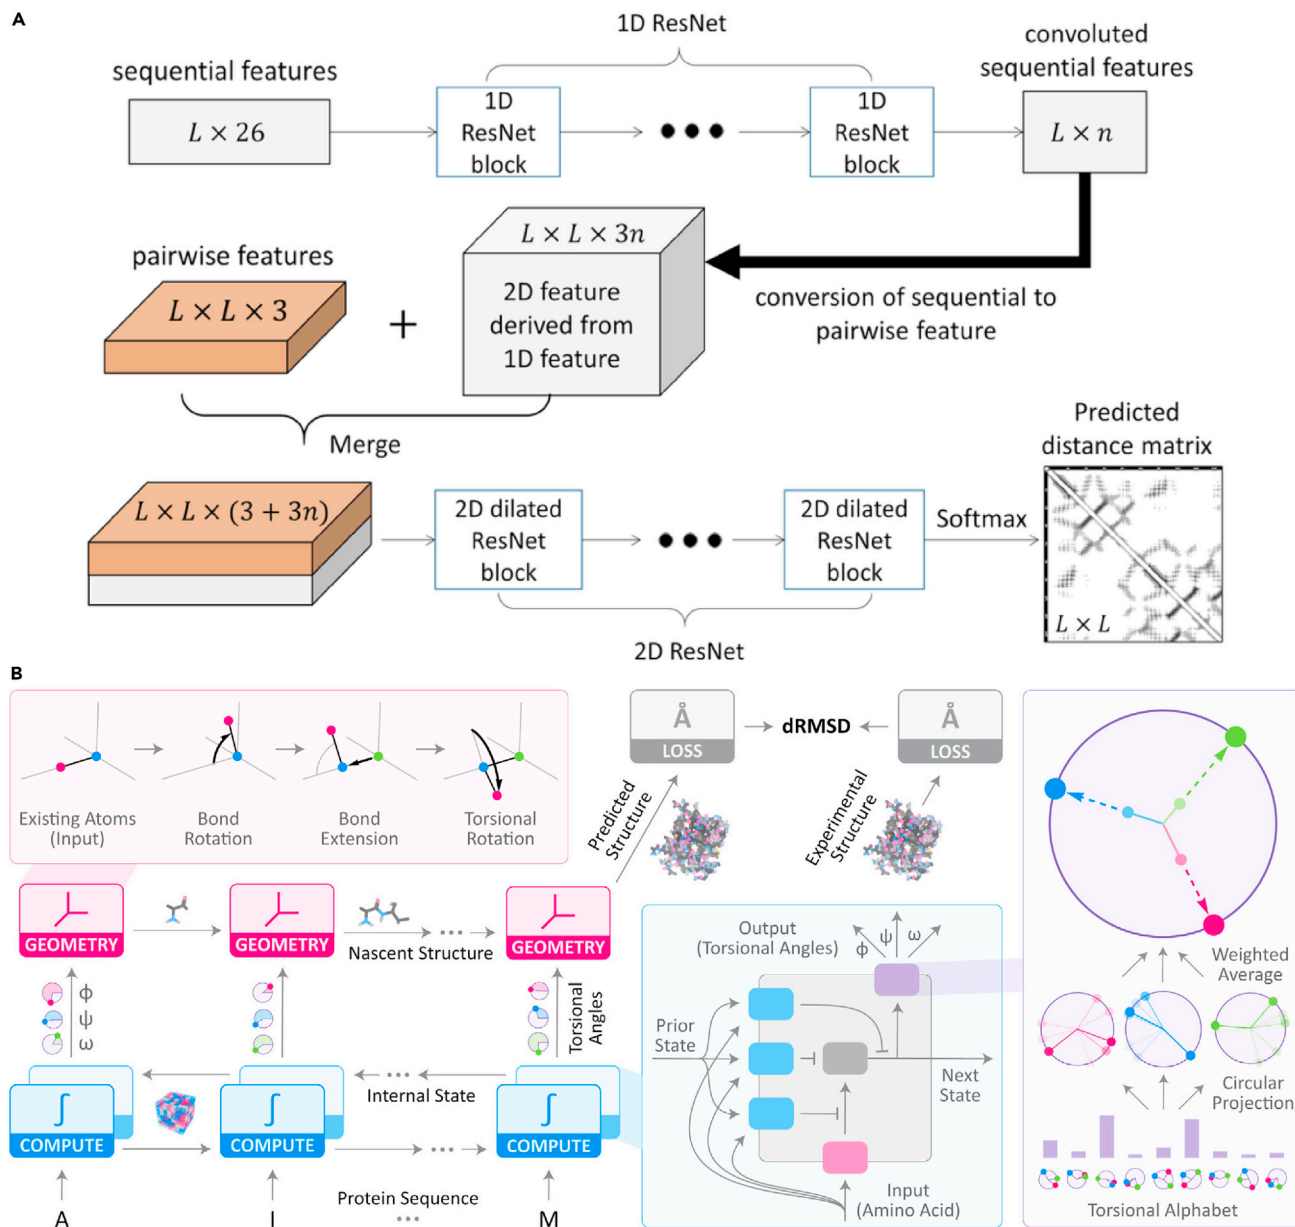 A
1D ResNet
sequential features
convoluted
sequential features
L × 26
1D
ResNet
block
1D
ResNet
block
L × n
pairwise features
L × L × 3
+
L × L × 3n
2D feature
derived from
1D feature
conversion of sequential to
pairwise feature
Merge
Predicted
distance matrix
L × L × (3 + 3n)
2D dilated
ResNet
block
2D dilated
ResNet
block
Softmax
L × L
2D ResNet
B
Existing Atoms
(Input)
Bond
Rotation
Bond
Extension
Torsional
Rotation
Å
LOSS
dRMSD
Å
LOSS
Predicted
Structure
Experimental
Structure
GEOMETRY
GEOMETRY
Nascent Structure
GEOMETRY
ϕ
ψ
ω
Torsional
Angles
∫
COMPUTE
∫
COMPUTE
Internal State
∫
COMPUTE
Protein Sequence
A
I
M
Output
(Torsional Angles)
ϕ
ψ
ω
Prior
State
Next
State
Input
(Amino Acid)
Weighted
Average
Circular
Projection
Torsional Alphabet